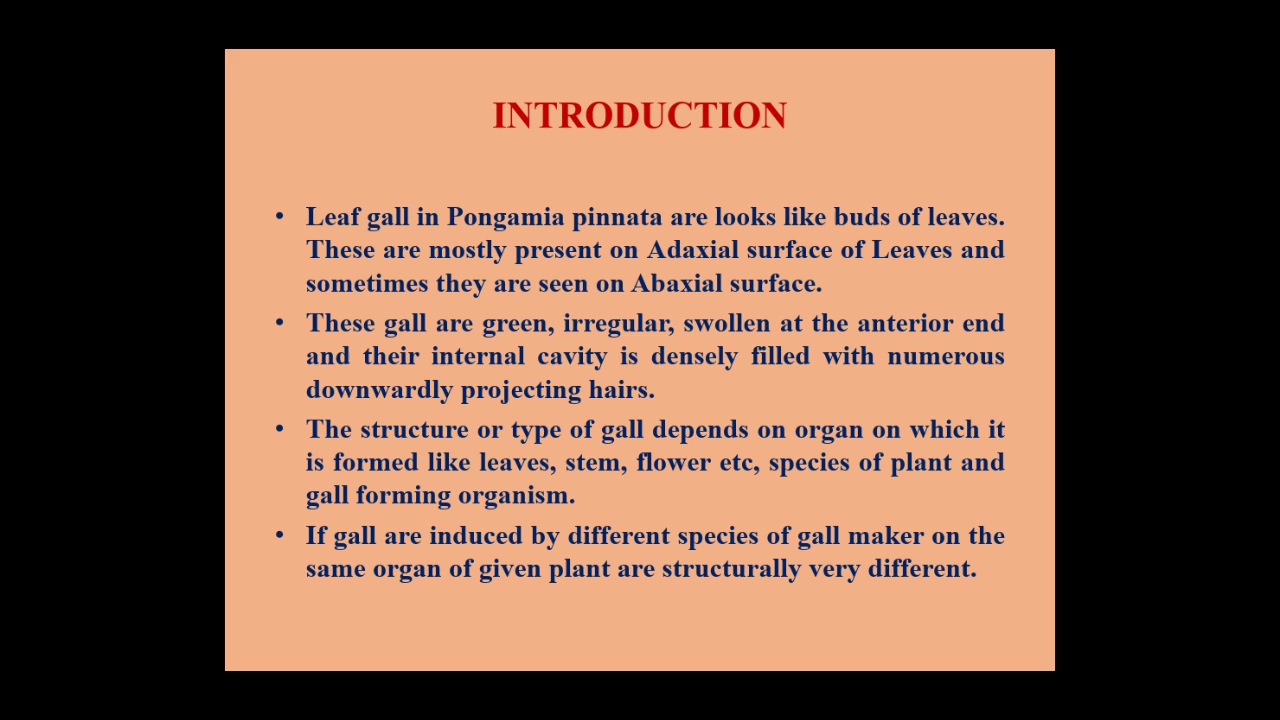 INTRODUCTION
• Leaf gall in Pongamia pinnata are looks like buds of leaves.
These are mostly present on Adaxial surface of Leaves and
sometimes they are seen on Abaxial surface.
• These gall are green, irregular, swollen at the anterior end
and their internal cavity is densely filled with numerous
downwardly projecting hairs.
• The structure or type of gall depends on organ on which it
is formed like leaves, stem, flower etc, species of plant and
gall forming organism.
• If gall are induced by different species of gall maker on the
same organ of given plant are structurally very different.